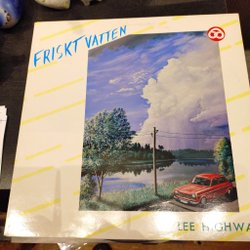 FRISKT VATTEN
LEE HIGHWA